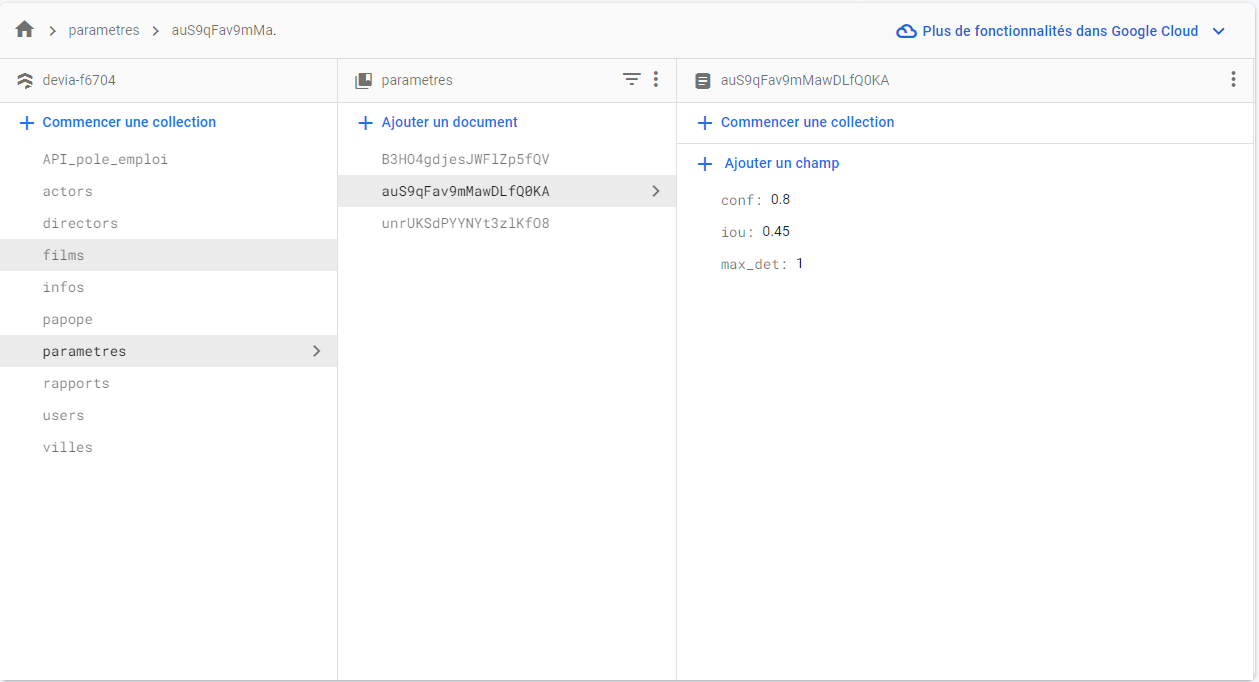 parametres auS9qFav9mMa.
Plus de fonctionnalités dans Google Cloud
devia-f6704
Commencer une collection
API_pole_emploi
actors
directors
films
infos
papope
parametres
rapports
users
villes
parametres
Ajouter un document
B3HO4gdjesJWFlZp5fQV
auS9qFav9mMawDLfQ0KA
unrUKSdPYYNYt3zlKfO8
auS9qFav9mMawDLfQ0KA
Commencer une collection
Ajouter un champ
conf: 0.8
iou: 0.45
max_det: 1